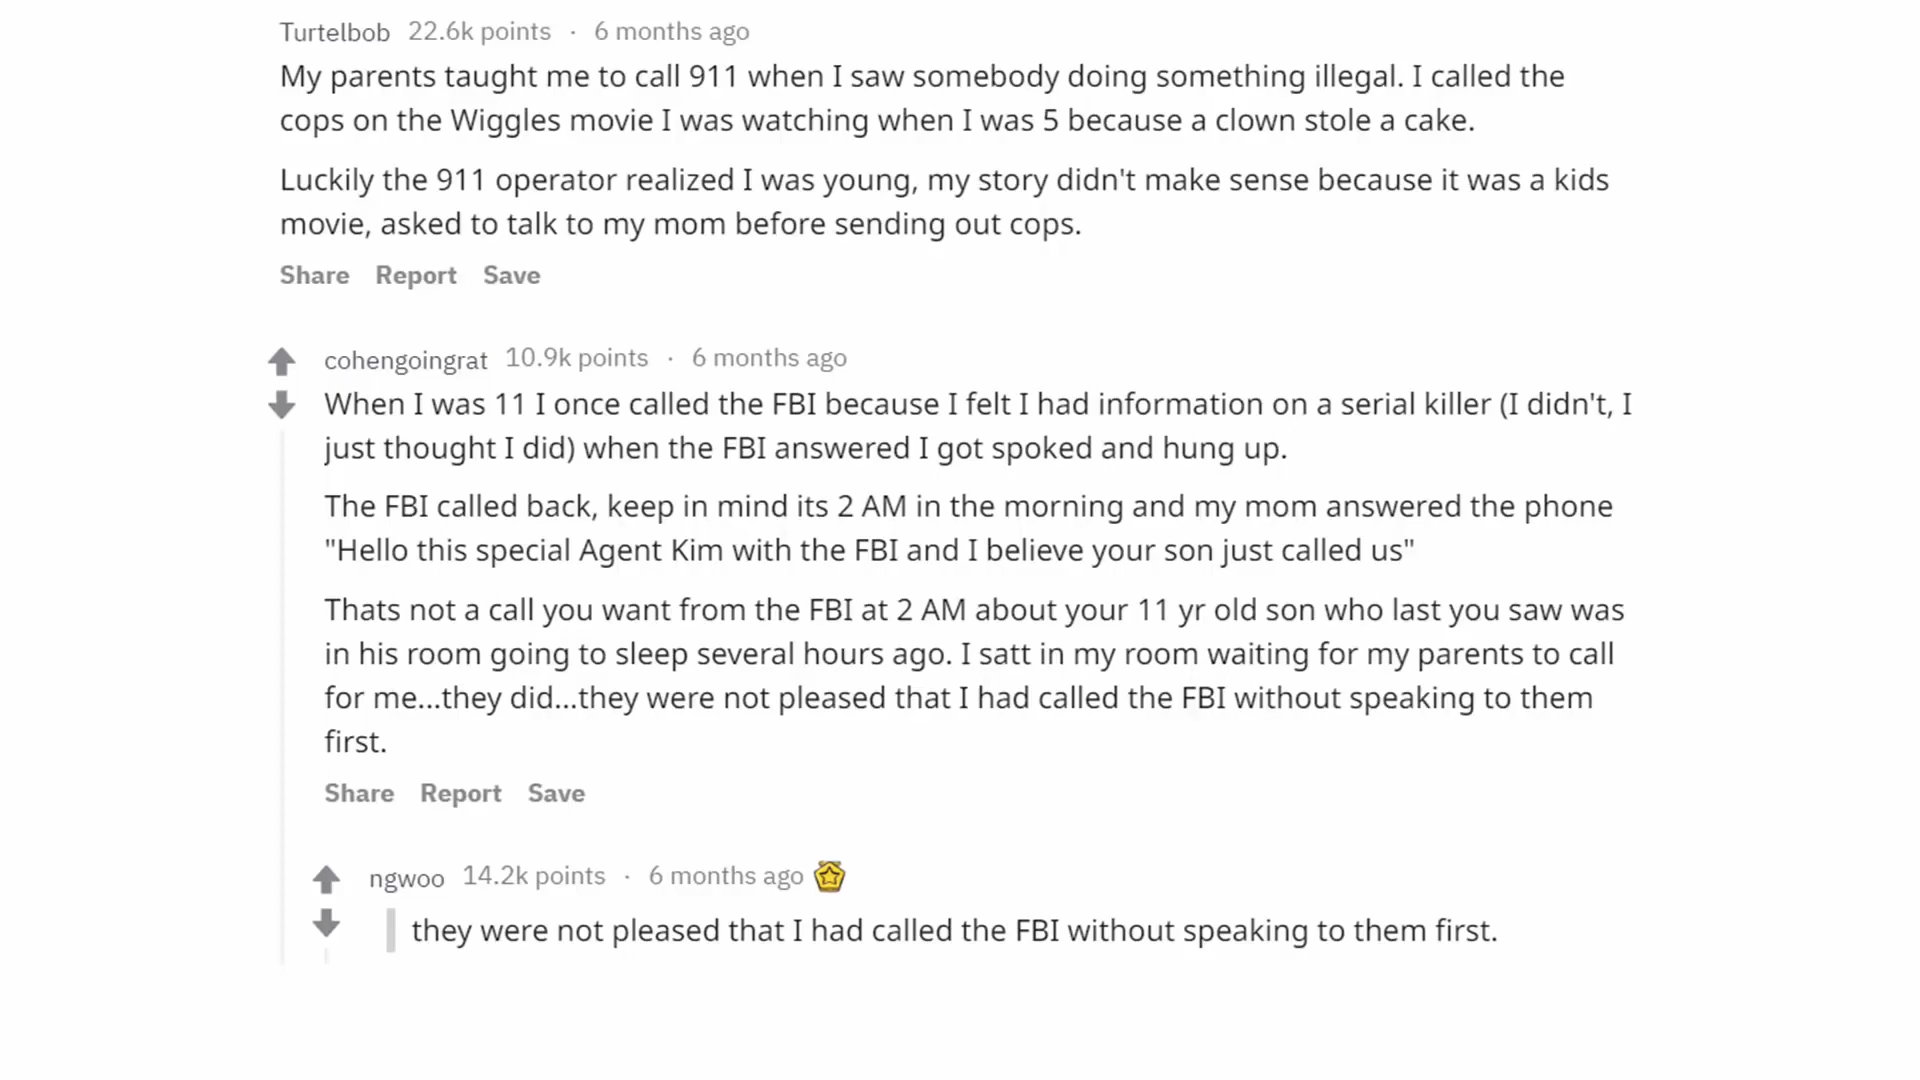 Turtelbob 22.6k points · 6 months ago
My parents taught me to call 911 when I saw somebody doing something illegal. I called the
cops on the Wiggles movie I was watching when I was 5 because a clown stole a cake.
Luckily the 911 operator realized I was young, my story didn't make sense because it was a kids
movie, asked to talk to my mom before sending out cops.
Share Report Save
cohengoingrat 10.9k points · 6 months ago
When I was 11 I once called the FBI because I felt I had information on a serial killer (I didn't, I
just thought I did) when the FBI answered I got spoked and hung up.
The FBI called back, keep in mind its 2 AM in the morning and my mom answered the phone
"Hello this special Agent Kim with the FBI and I believe your son just called us"
Thats not a call you want from the FBI at 2 AM about your 11 yr old son who last you saw was
in his room going to sleep several hours ago. I satt in my room waiting for my parents to call
for me...they did...they were not pleased that I had called the FBI without speaking to them
first.
Share Report Save
ngwoo 14.2k points · 6 months ago
they were not pleased that I had called the FBI without speaking to them first.